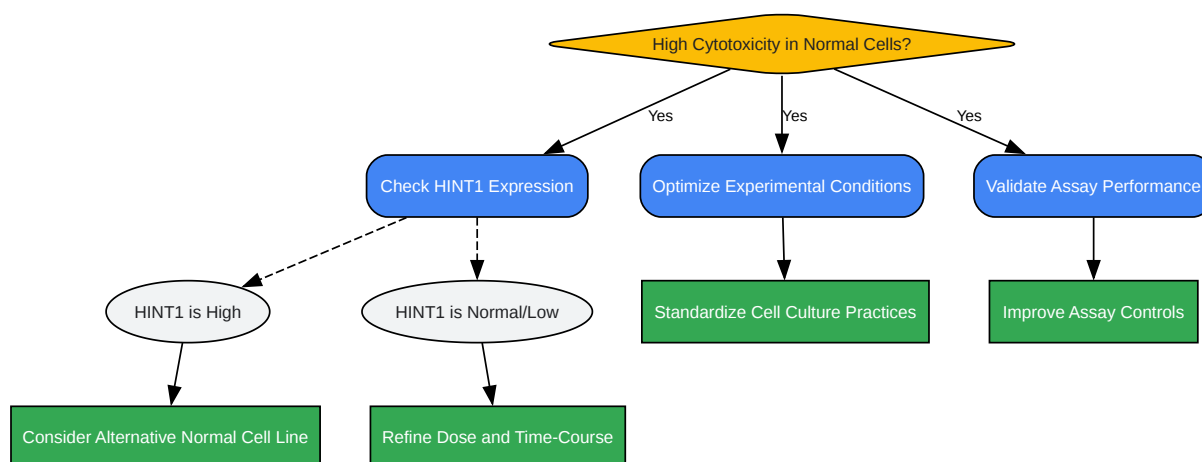 High Cytotoxicity in Normal Cells?
Yes
Yes
Yes
Check HINT1 Expression
Optimize Experimental Conditions
Validate Assay Performance
HINT1 is High
HINT1 is Normal/Low
Standardize Cell Culture Practices
Improve Assay Controls
Consider Alternative Normal Cell Line
Refine Dose and Time-Course